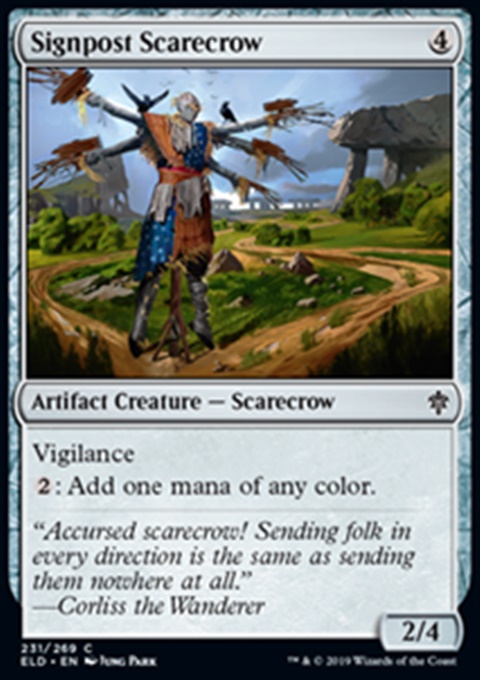 Signpost Scarecrow 4
Artifact Creature — Scarecrow
Vigilance
2: Add one mana of any color.
“Accursed scarecrow! Sending folk in
every direction is the same as sending
them nowhere at all.”
—Corliss the Wanderer
2/4
231/269 C
ELD • EN Jung Park
™ & © 2019 Wizards of the Coast